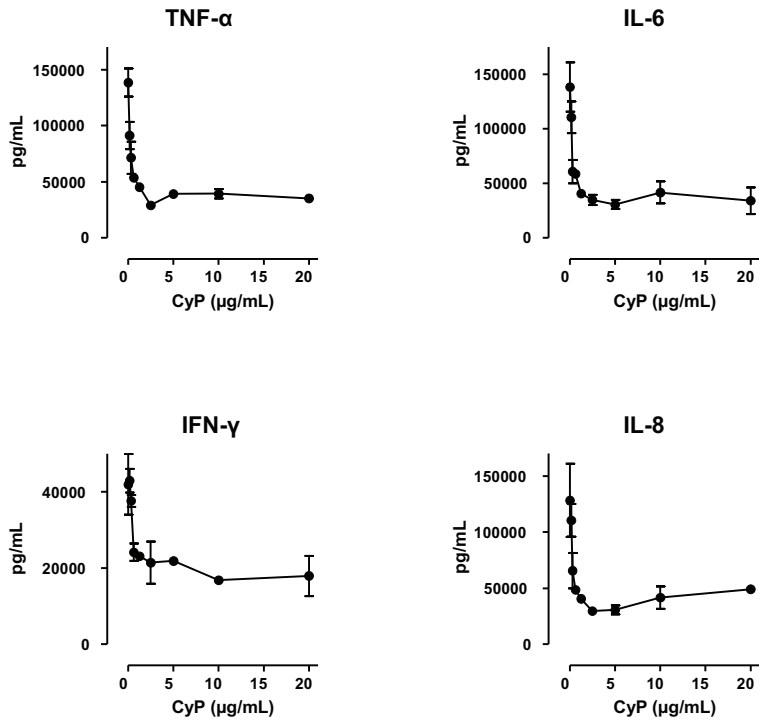 TNF-α
150000
100000
50000
0
pg/mL
0 5 10 15 20
CyP (μg/mL)
IL-6
150000
100000
50000
0
pg/mL
0 5 10 15 20
CyP (μg/mL)
IFN-γ
40000
20000
0
pg/mL
0 5 10 15 20
CyP (μg/mL)
IL-8
150000
100000
50000
0
pg/mL
0 5 10 15 20
CyP (μg/mL)